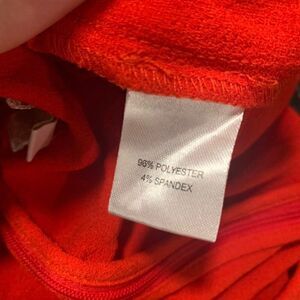 96% POLYESTER
4% SPANDEX